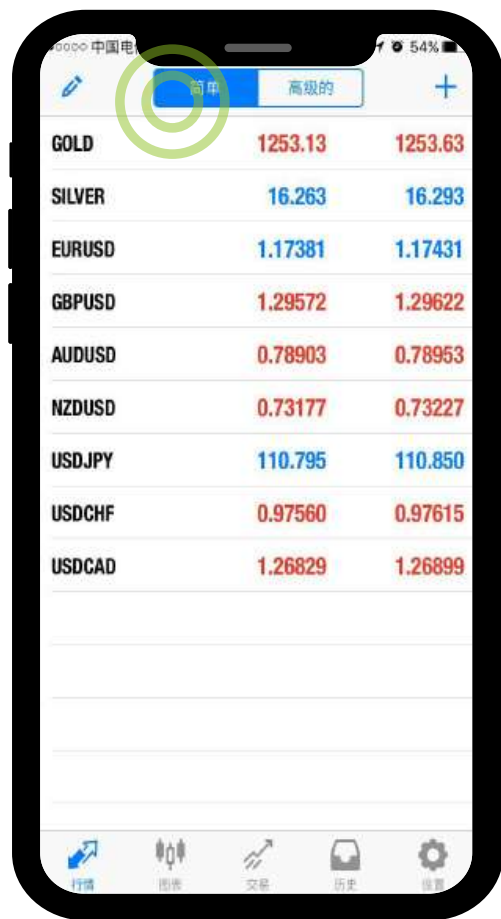 中国电 54%
简单 高级的
GOLD 1253.13 1253.63
SILVER 16.263 16.293
EURUSD 1.17381 1.17431
GBPUSD 1.29572 1.29622
AUDUSD 0.78903 0.78953
NZDUSD 0.73177 0.73227
USDJPY 110.795 110.850
USDCHF 0.97560 0.97615
USDCAD 1.26829 1.26899
行情 图表 交易 历史 设置